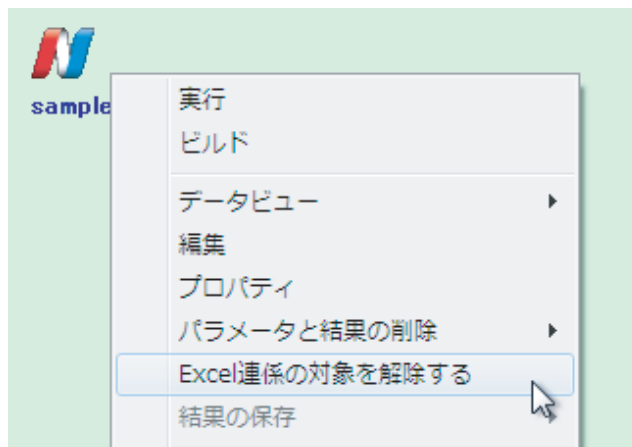 sample
実行
ビルド
データビュー
編集
プロパティ
パラメータと結果の削除
Excel連係の対象を解除する
結果の保存